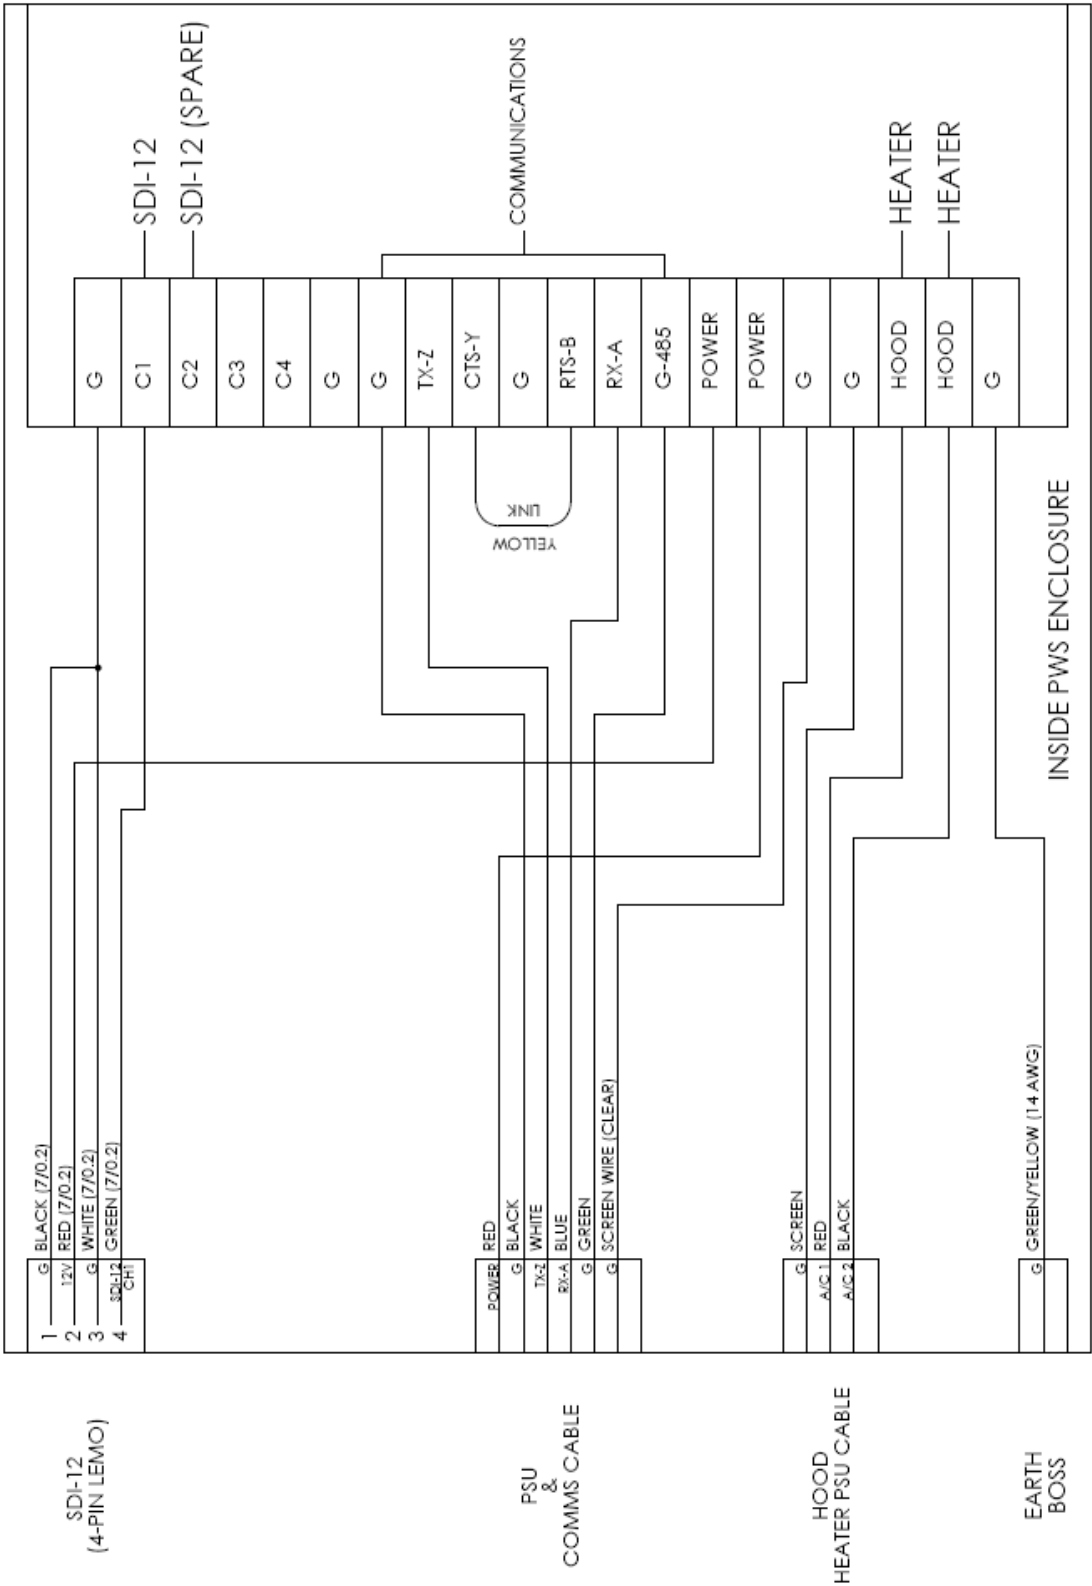 SDI-12
SDI-12 (SPARE)
COMMUNICATIONS
HEATER
HEATER
G
C1
C2
C3
C4
G
G
TX-Z
CTS-Y
G
RTS-B
RX-A
G-485
POWER
POWER
G
G
HOOD
HOOD
G
YELLOW
LINK
INSIDE PWS ENCLOSURE
1 G BLACK (7/0.2)
2 12V RED (7/0.2)
3 G WHITE (7/0.2)
4 SDI-12 GREEN (7/0.2)
CH1
POWER RED
G BLACK
TX-Z WHITE
RX-A BLUE
G GREEN
G SCREEN WIRE (CLEAR)
G SCREEN
A/C 1 RED
A/C 2 BLACK
G GREEN/YELLOW (14 AWG)
SDI-12
(4-PIN LEMO)
PSU
&
COMMS CABLE
HOOD
HEATER PSU CABLE
EARTH
BOSS